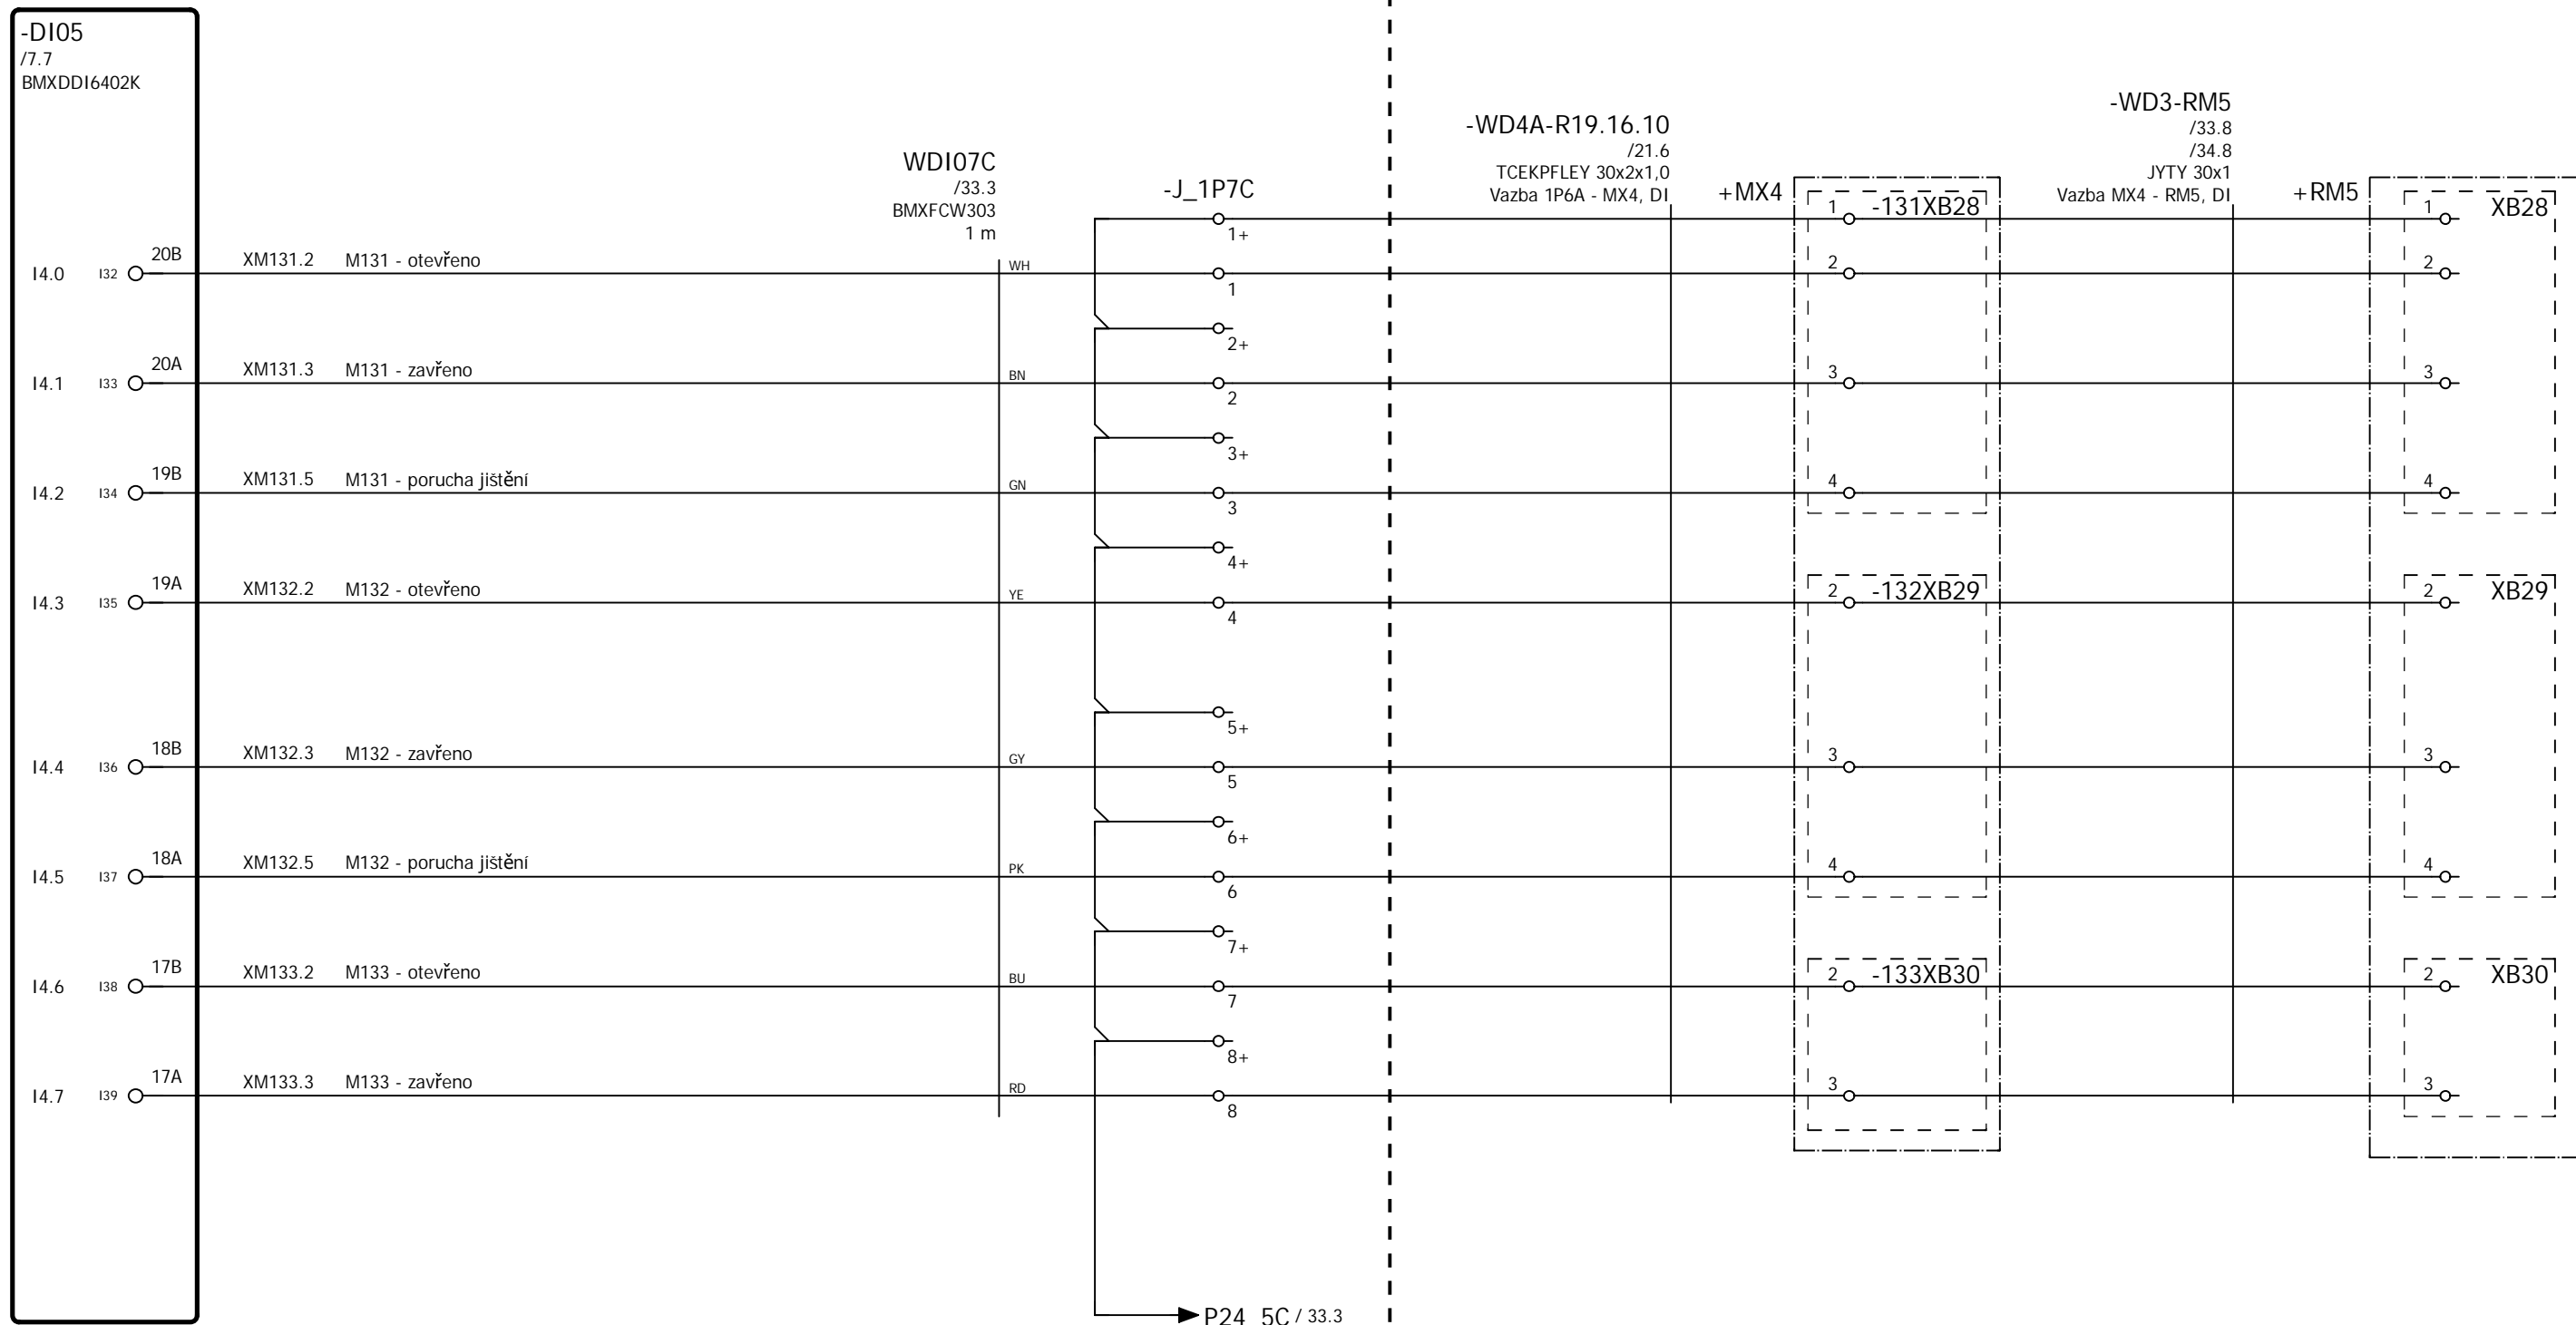 -DI05
/7.7
BMXDDI6402K
WDI07C
/33.3
BMXFCW303
1 m
-J_1P7C
-WD4A-R19.16.10
/21.6
TCEKPFLEY 30x2x1,0
Vazba 1P6A - MX4, DI
+MX4
-WD3-RM5
/33.8
/34.8
JYTY 30x1
Vazba MX4 - RM5, DI
+RM5
1+
1 -131XB28
1 XB28
I4.0 I32 20B XM131.2 M131 - otevřeno WH 1 2 2
2+
I4.1 I33 20A XM131.3 M131 - zavřeno BN 2 3 3
3+
I4.2 I34 19B XM131.5 M131 - porucha jištění GN 3 4 4
4+
I4.3 I35 19A XM132.2 M132 - otevřeno YE 4 2 -132XB29 2 XB29
5+
I4.4 I36 18B XM132.3 M132 - zavřeno GY 5 3 3
6+
I4.5 I37 18A XM132.5 M132 - porucha jištění PK 6 4 4
7+
I4.6 I38 17B XM133.2 M133 - otevřeno BU 7 2 -133XB30 2 XB30
8+
I4.7 I39 17A XM133.3 M133 - zavřeno RD 8 3 3
P24 5C / 33.3